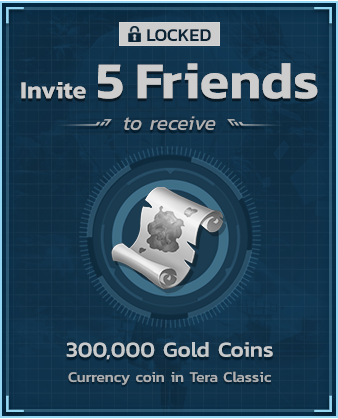 LOCKED
Invite 5 Friends
to receive
300,000 Gold Coins
Currency coin in Tera Classic